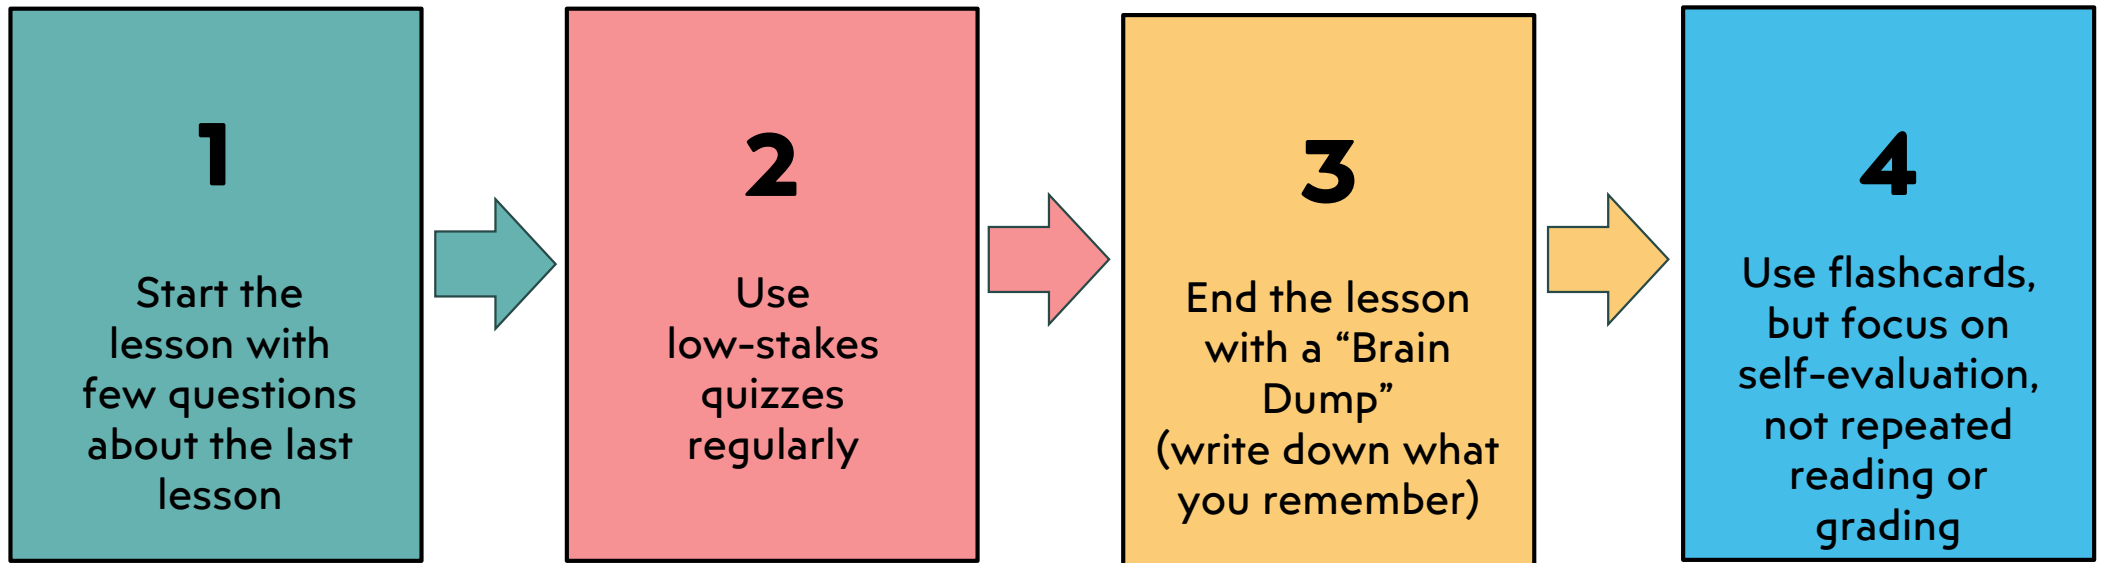 1
Start the
lesson with
few questions
about the last
lesson
2
Use
low-stakes
quizzes
regularly
3
End the lesson
with a “Brain
Dump”
(write down what
you remember)
4
Use flashcards,
but focus on
self-evaluation,
not repeated
reading or
grading